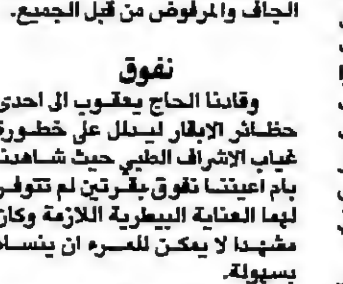 الجاف والمرفوض من قبل الجميع.
نفوق
وقادنا الحاج يعقوب الى احدى
حظائر الابقار ليدلل على خطورة
غياب الإشراف الطبي حيث شاهدنا
بام اعيننا نفوق بقرتين لم تتوفر
لهما العناية البيطرية اللازمة وكان
مشهدا لا يمكن للمرء ان ينساه
بسهولة.